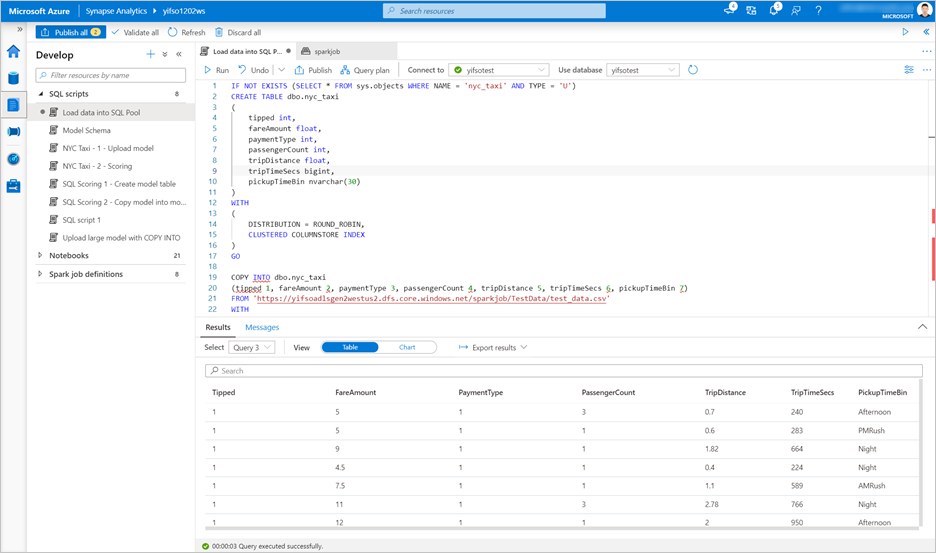 Microsoft Azure | Synapse Analytics ▸ yifso1202ws
Search resources
4
1
MICROSOFT
Publish all 2 Validate all Refresh Discard all
Develop
Filter resources by name
SQL scripts 8
Load data into SQL Pool
Model Schema
NYC Taxi - 1 - Upload model
NYC Taxi - 2 - Scoring
SQL Scoring 1 - Create model table
SQL Scoring 2 - Copy model into mo...
SQL script 1
Upload large model with COPY INTO
Notebooks 21
Spark job definitions 8
Load data into SQL P... sparkjob
Run Undo Publish Query plan Connect to yifsotest Use database yifsotest
1 IF NOT EXISTS (SELECT * FROM sys.objects WHERE NAME = 'nyc_taxi' AND TYPE = 'U')
2 CREATE TABLE dbo.nyc_taxi
3 (
4 tipped int,
5 fareAmount float,
6 paymentType int,
7 passengerCount int,
8 tripDistance float,
9 tripTimeSecs bigint,
10 pickupTimeBin nvarchar(30)
11 )
12 WITH
13 (
14 DISTRIBUTION = ROUND_ROBIN,
15 CLUSTERED COLUMNSTORE INDEX
16 )
17 GO
18
19 COPY INTO dbo.nyc_taxi
20 (tipped 1, fareAmount 2, paymentType 3, passengerCount 4, tripDistance 5, tripTimeSecs 6, pickupTimeBin 7)
21 FROM 'https://yifsoadlsgen2westus2.dfs.core.windows.net/sparkjob/TestData/test_data.csv'
22 WITH
Results Messages
Select Query 3 View Table Chart Export results
Search
Tipped FareAmount PaymentType PassengerCount TripDistance TripTimeSecs PickupTimeBin
1 5 1 3 0.7 240 Afternoon
1 5 1 1 0.6 283 PMRush
1 9 1 1 1.82 664 Night
1 4.5 1 1 0.4 224 Night
1 7.5 1 1 1.1 589 AMRush
1 11 1 3 2.78 766 Night
1 12 1 1 2 950 Afternoon
00:00:03 Query executed successfully.